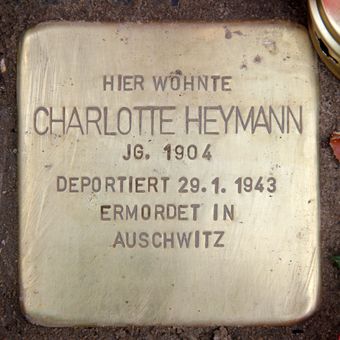 HIER WOHNTE
CHARLOTTE HEYMANN
JG. 1904
DEPORTIERT 29.1.1943
ERMORDET IN
AUSCHWITZ